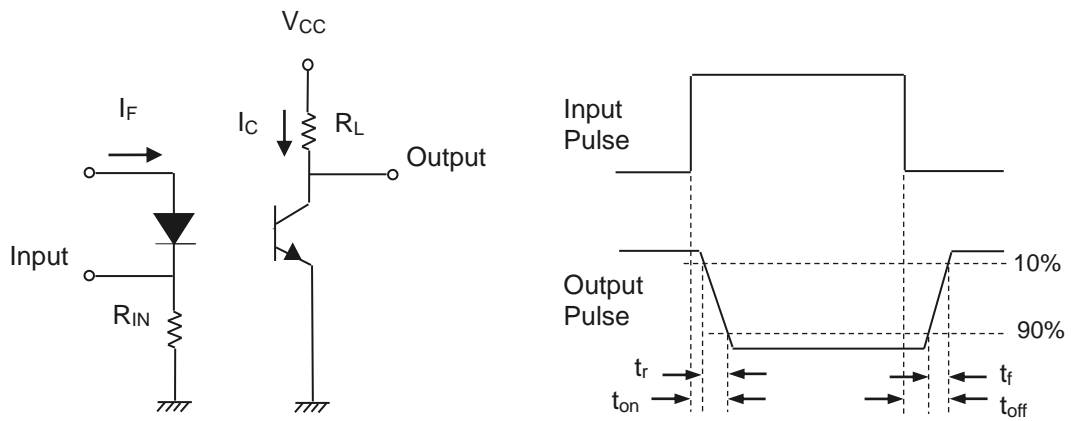 VCC
IF
IC
RL
Output
Input
RIN
Input
Pulse
Output
Pulse
10%
90%
tr
ton
tf
toff